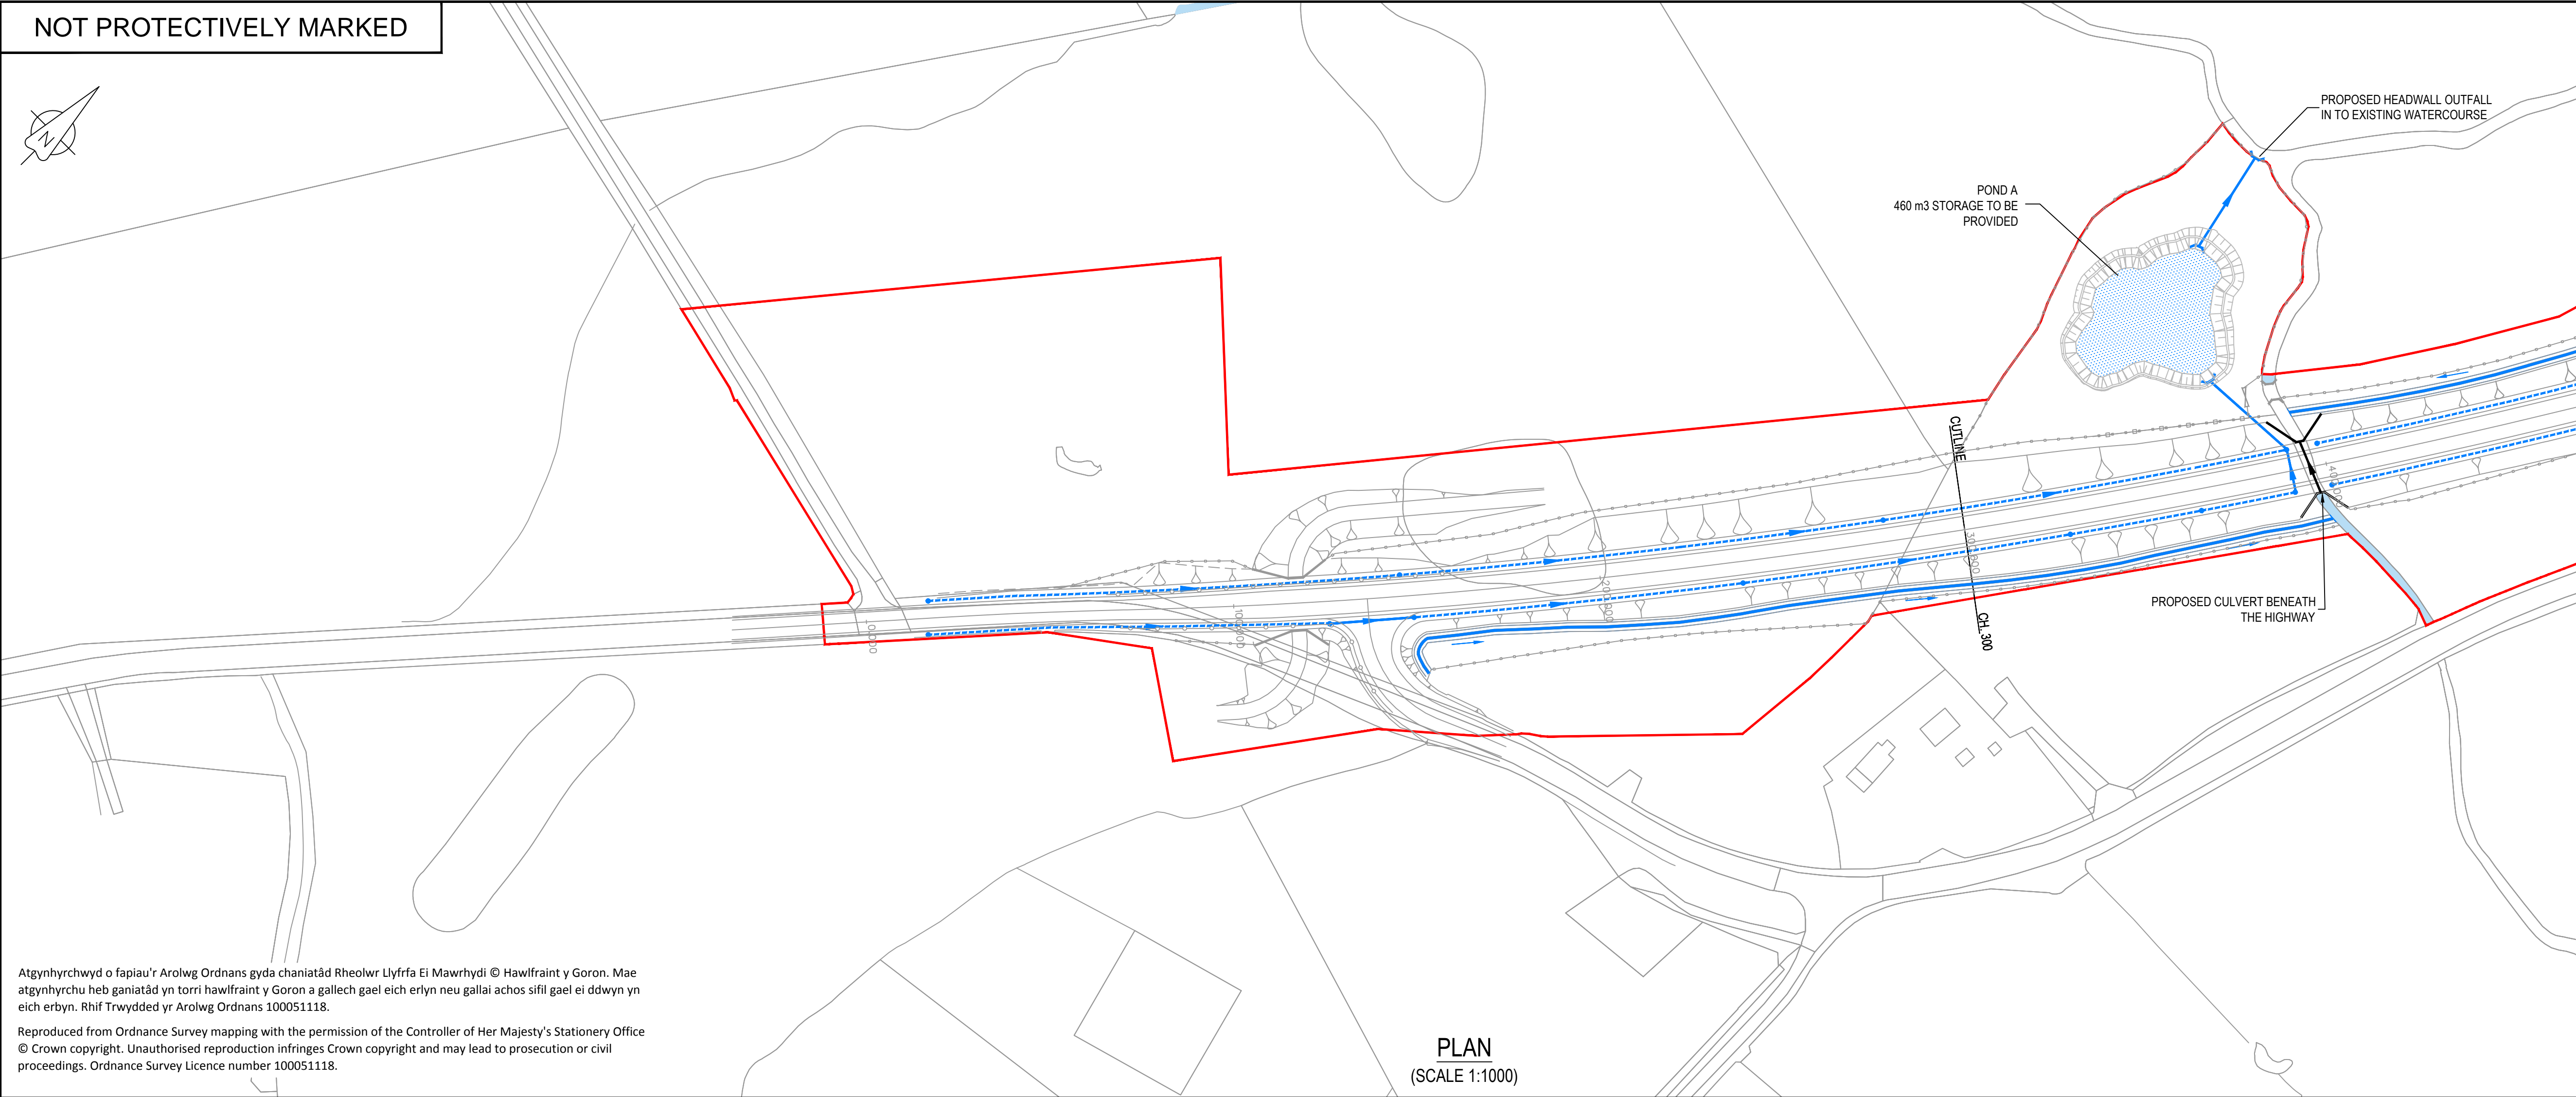 NOT PROTECTIVELY MARKED
N
PROPOSED HEADWALL OUTFALL
IN TO EXISTING WATERCOURSE
POND A
460 m3 STORAGE TO BE
PROVIDED
CUTLINE
CH. 300
PROPOSED CULVERT BENEATH
THE HIGHWAY
Atgynhyrchwyd o fapiau'r Arolwg Ordnans gyda chaniatâd Rheolwr Llyfrfa Ei Mawrhydi © Hawlfraint y Goron. Mae
atgynhyrchu heb ganiatâd yn torri hawlfraint y Goron a gallech gael eich erlyn neu gallai achos sifil gael ei ddwyn yn
eich erbyn. Rhif Trwydded yr Arolwg Ordnans 100051118.
Reproduced from Ordnance Survey mapping with the permission of the Controller of Her Majesty's Stationery Office
© Crown copyright. Unauthorised reproduction infringes Crown copyright and may lead to prosecution or civil
proceedings. Ordnance Survey Licence number 100051118.
PLAN
(SCALE 1:1000)